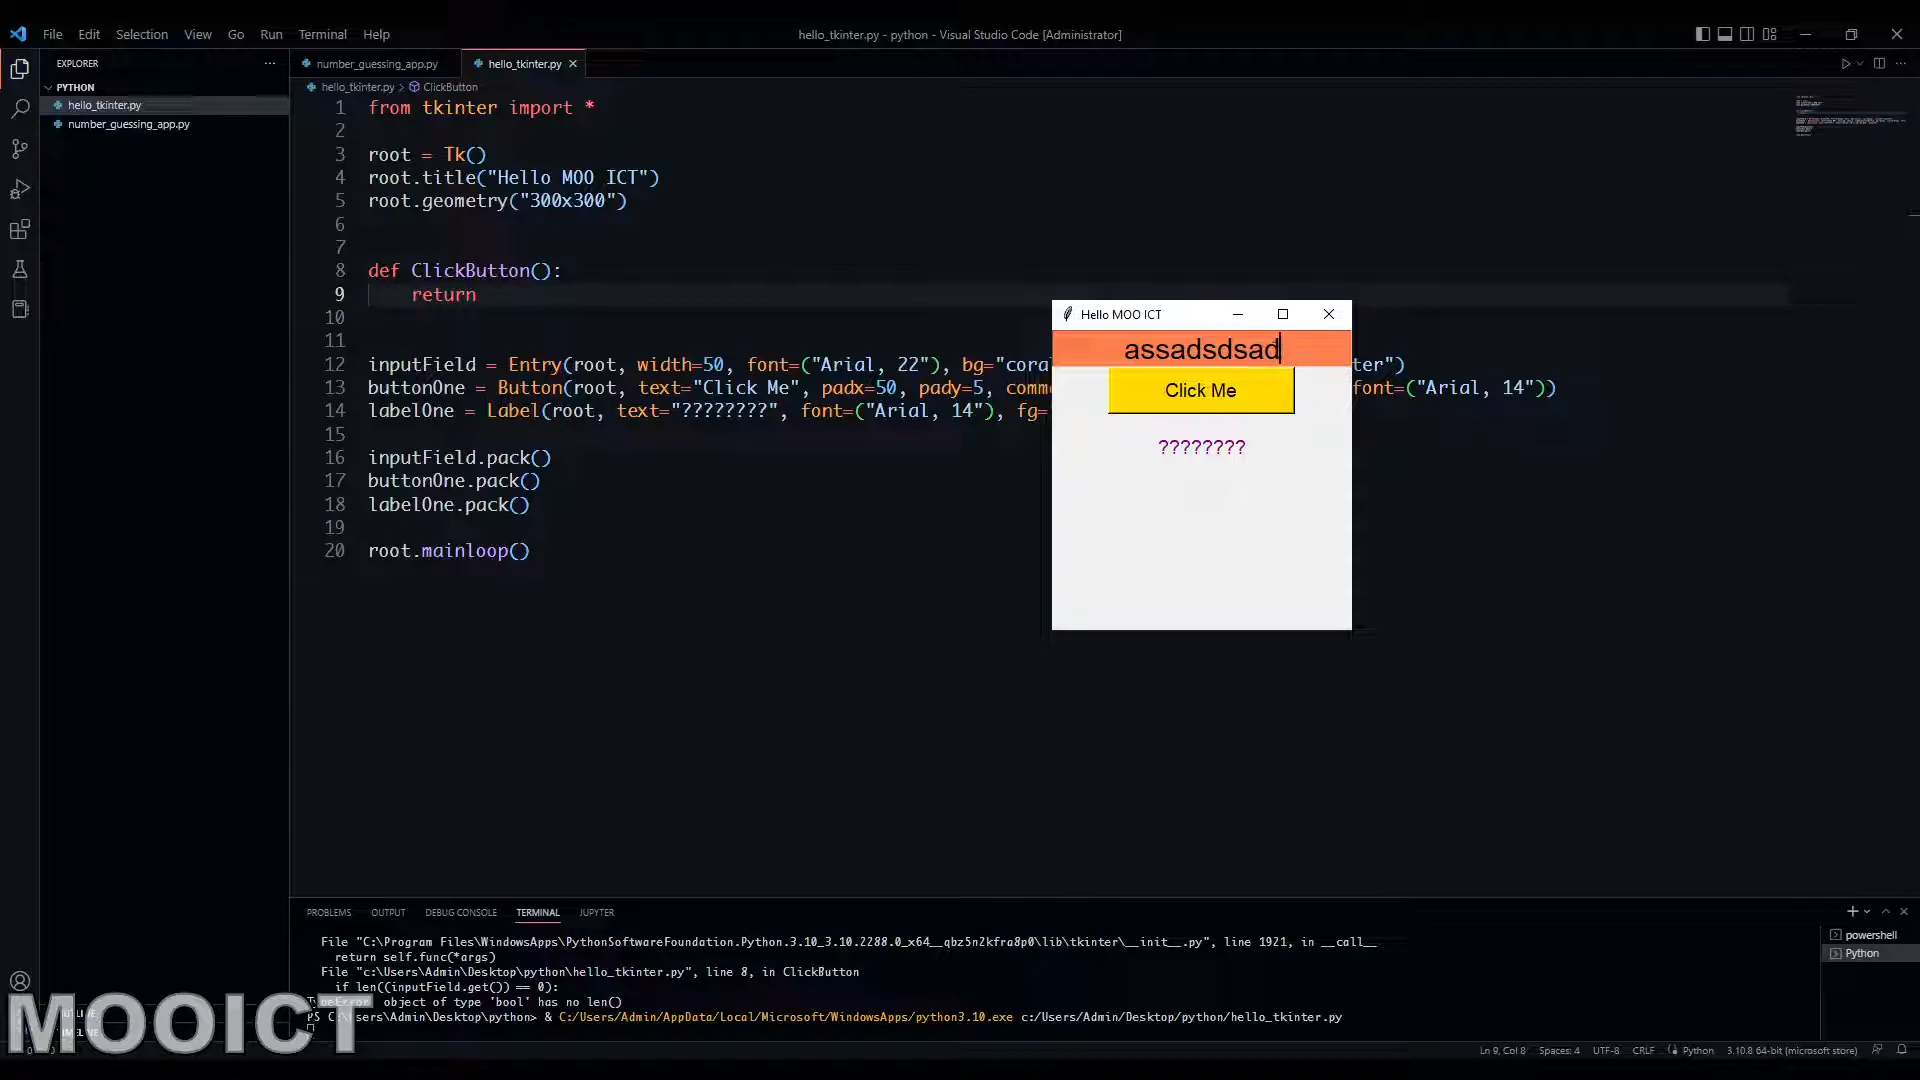 File Edit Selection View Go Run Terminal Help
hello_tkinter.py - python - Visual Studio Code [Administrator]
EXPLORER
PYTHON
hello_tkinter.py
number_guessing_app.py
number_guessing_app.py
hello_tkinter.py
hello_tkinter.py > ClickButton
1 from tkinter import *
2
3 root = Tk()
4 root.title("Hello MOO ICT")
5 root.geometry("300x300")
6
7
8 def ClickButton():
9 return
10
11
12 inputField = Entry(root, width=50, font=("Arial, 22"), bg="cora ter")
13 buttonOne = Button(root, text="Click Me", padx=50, pady=5, comm font=("Arial, 14"))
14 labelOne = Label(root, text="????????", font=("Arial, 14"), fg=
15
16 inputField.pack()
17 buttonOne.pack()
18 labelOne.pack()
19
20 root.mainloop()
Hello MOO ICT
assadsdsad
Click Me
????????
PROBLEMS OUTPUT DEBUG CONSOLE TERMINAL JUPYTER
File "C:\Program Files\WindowsApps\PythonSoftwareFoundation.Python.3.10_3.10.2288.0_x64__qbz5n2kfra8p0\lib\tkinter\__init__.py", line 1921, in __call__
return self.func(*args)
File "c:\Users\Admin\Desktop\python\hello_tkinter.py", line 8, in ClickButton
if len((inputField.get()) == 0):
TypeError object of type 'bool' has no len()
PS C:\Users\Admin\Desktop\python> & C:/Users/Admin/AppData/Local/Microsoft/WindowsApps/python3.10.exe c:/Users/Admin/Desktop/python/hello_tkinter.py
powershell
Python
MOOICT
Ln 9, Col 8 Spaces: 4 UTF-8 CRLF Python 3.10.8 64-bit (microsoft store)